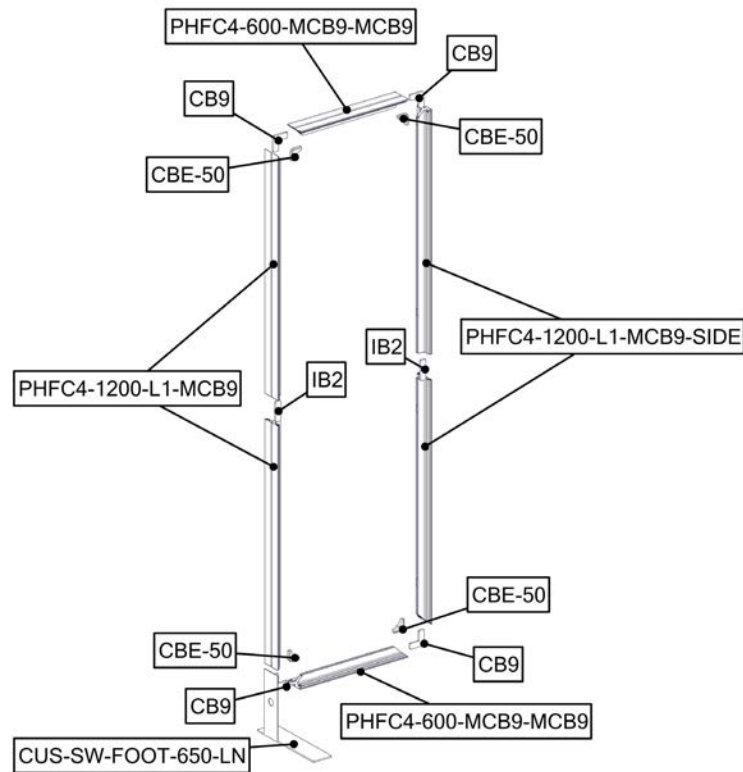 PHFC4-600-MCB9-MCB9
CB9
CB9
CBE-50
CBE-50
PHFC4-1200-L1-MCB9-SIDE
IB2
PHFC4-1200-L1-MCB9
IB2
CBE-50
CBE-50
CB9
CB9
PHFC4-600-MCB9-MCB9
CUS-SW-FOOT-650-LN